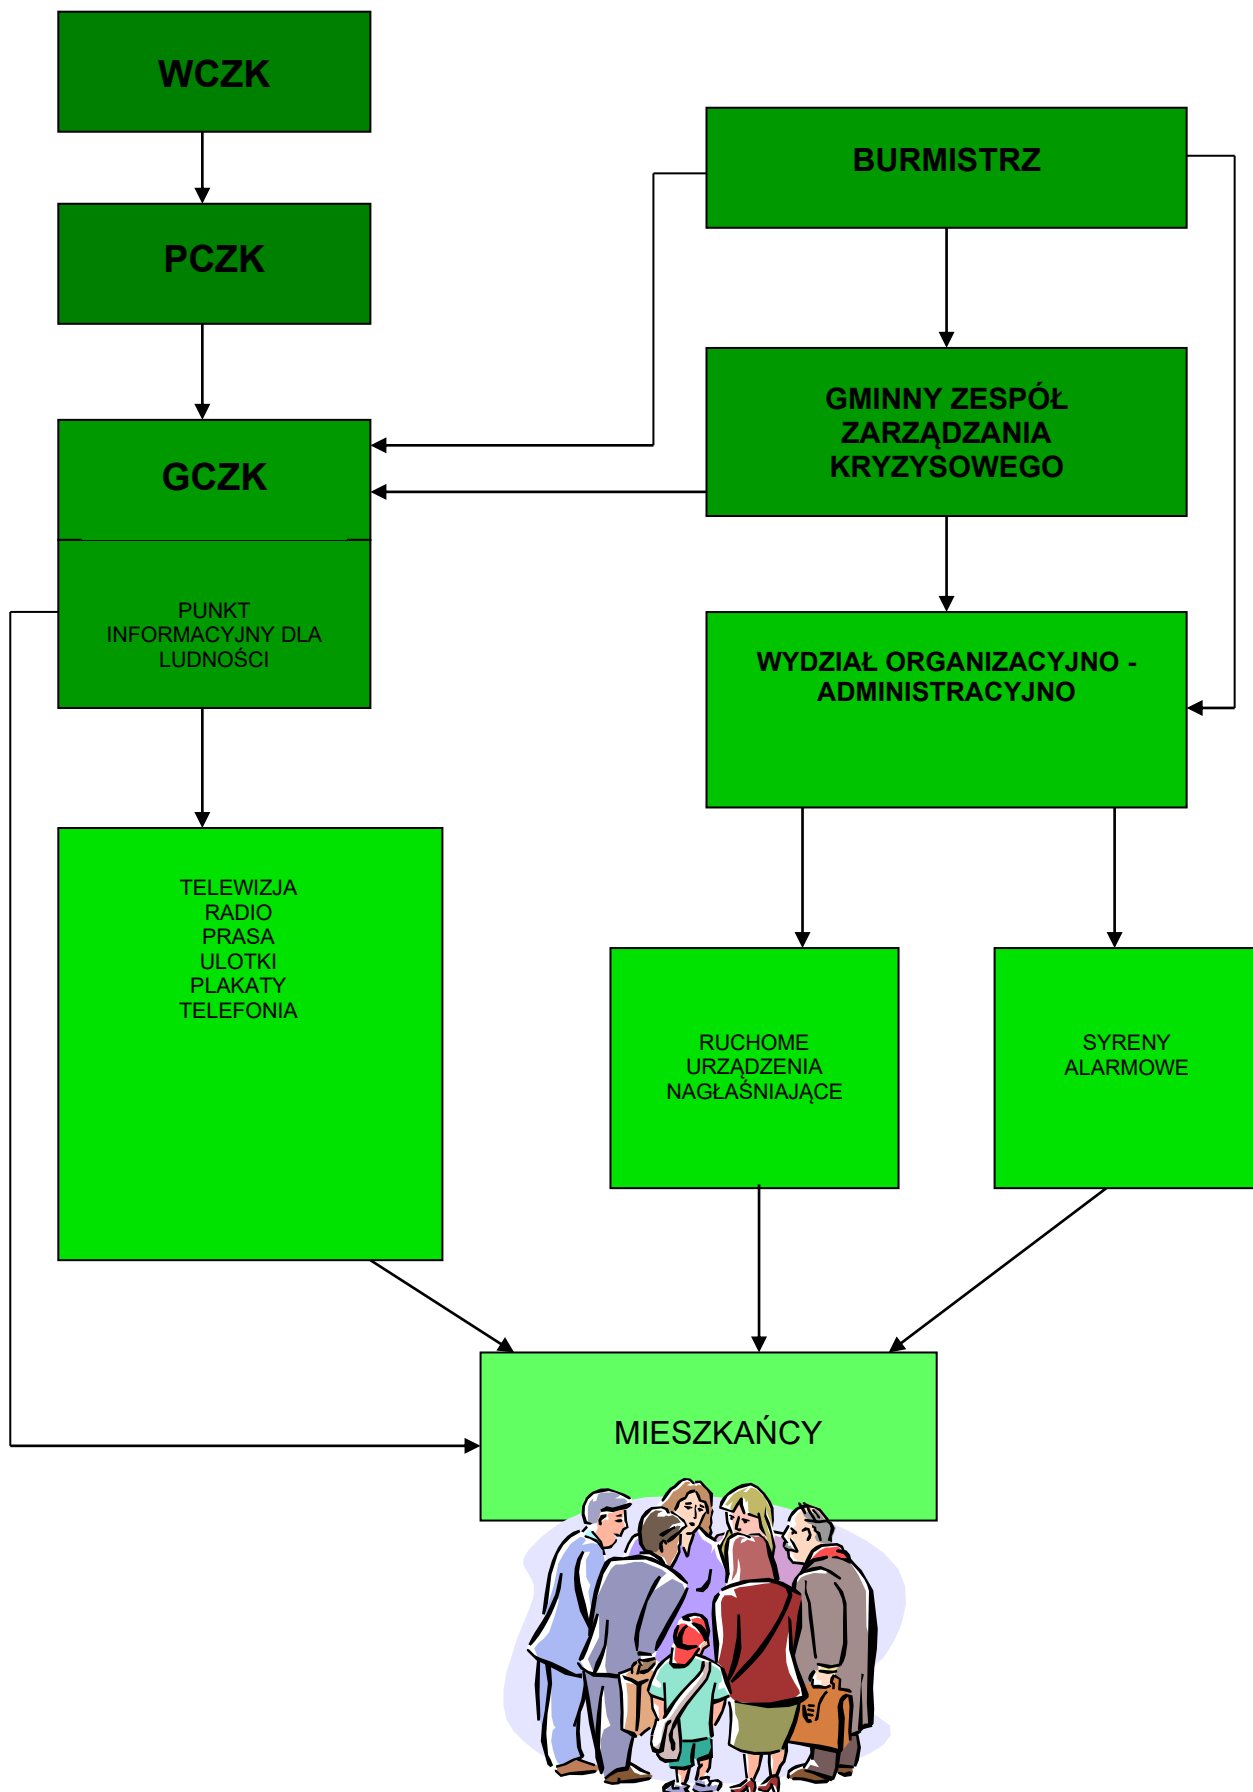 WCZK
BURMISTRZ
PCZK
GMINNY ZESPÓŁ
ZARZĄDZANIA
KRYZYSOWEGO
GCZK
PUNKT
INFORMACYJNY DLA
LUDNOŚCI
WYDZIAŁ ORGANIZACYJNO -
ADMINISTRACYJNO
TELEWIZJA
RADIO
PRASA
ULOTKI
PLAKATY
TELEFONIA
RUCHOME
URZĄDZENIA
NAGŁAŚNIAJĄCE
SYRENY
ALARMOWE
MIESZKAŃCY